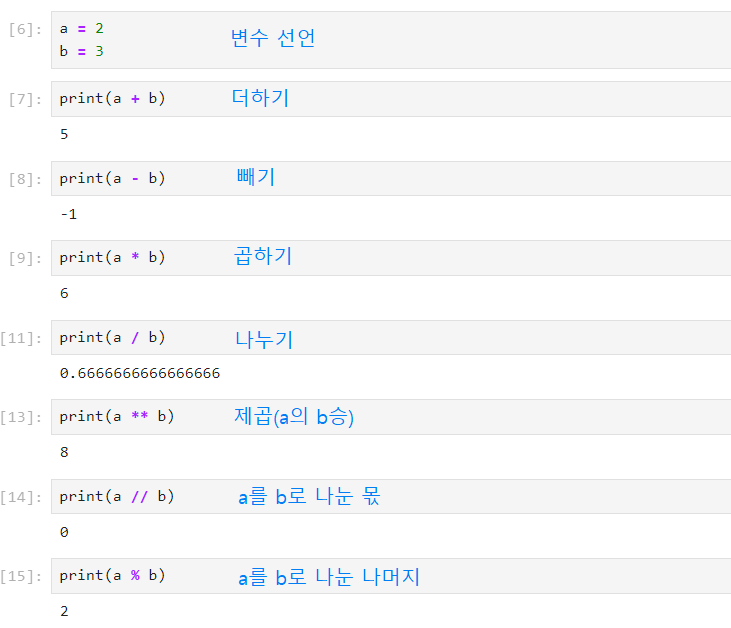 [6]: a = 2 변수 선언
b = 3
[7]: print(a + b) 더하기
5
[8]: print(a - b) 빼기
-1
[9]: print(a * b) 곱하기
6
[11]: print(a / b) 나누기
0.6666666666666666
[13]: print(a ** b) 제곱(a의 b승)
8
[14]: print(a // b) a를 b로 나눈 몫
0
[15]: print(a % b) a를 b로 나눈 나머지
2